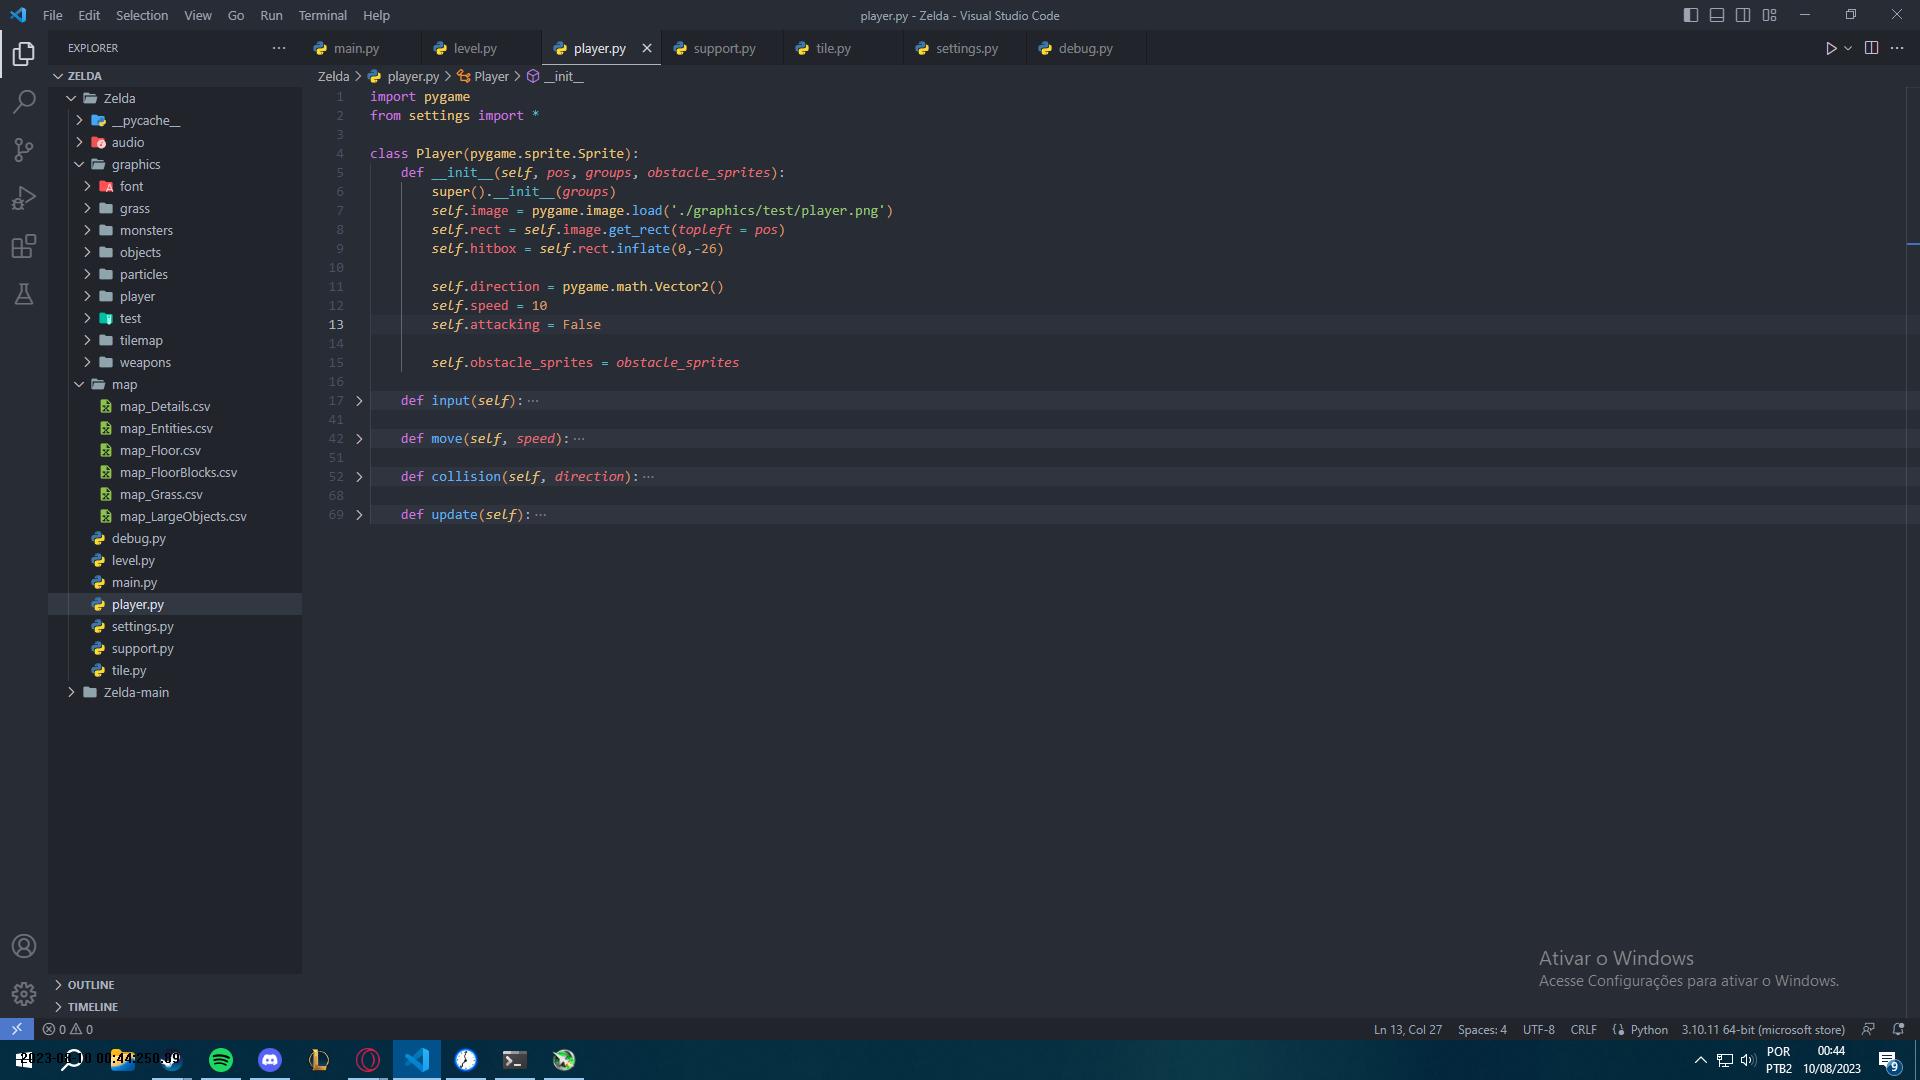 File Edit Selection View Go Run Terminal Help
player.py - Zelda - Visual Studio Code
EXPLORER
main.py
level.py
player.py
support.py
tile.py
settings.py
debug.py
ZELDA
Zelda
__pycache__
audio
graphics
font
grass
monsters
objects
particles
player
test
tilemap
weapons
map
map_Details.csv
map_Entities.csv
map_Floor.csv
map_FloorBlocks.csv
map_Grass.csv
map_LargeObjects.csv
debug.py
level.py
main.py
player.py
settings.py
support.py
tile.py
Zelda-main
OUTLINE
TIMELINE
Zelda > player.py > Player > __init__
1 import pygame
2 from settings import *
3
4 class Player(pygame.sprite.Sprite):
5     def __init__(self, pos, groups, obstacle_sprites):
6         super().__init__(groups)
7         self.image = pygame.image.load('./graphics/test/player.png')
8         self.rect = self.image.get_rect(topleft = pos)
9         self.hitbox = self.rect.inflate(0,-26)
10
11         self.direction = pygame.math.Vector2()
12         self.speed = 10
13         self.attacking = False
14
15         self.obstacle_sprites = obstacle_sprites
16
17     def input(self): ···
41
42     def move(self, speed): ···
51
52     def collision(self, direction): ···
68
69     def update(self): ···
Ativar o Windows
Acesse Configurações para ativar o Windows.
0 0
Ln 13, Col 27
Spaces: 4
UTF-8
CRLF
Python
3.10.11 64-bit (microsoft store)
POR
PTB2
00:44
10/08/2023
9